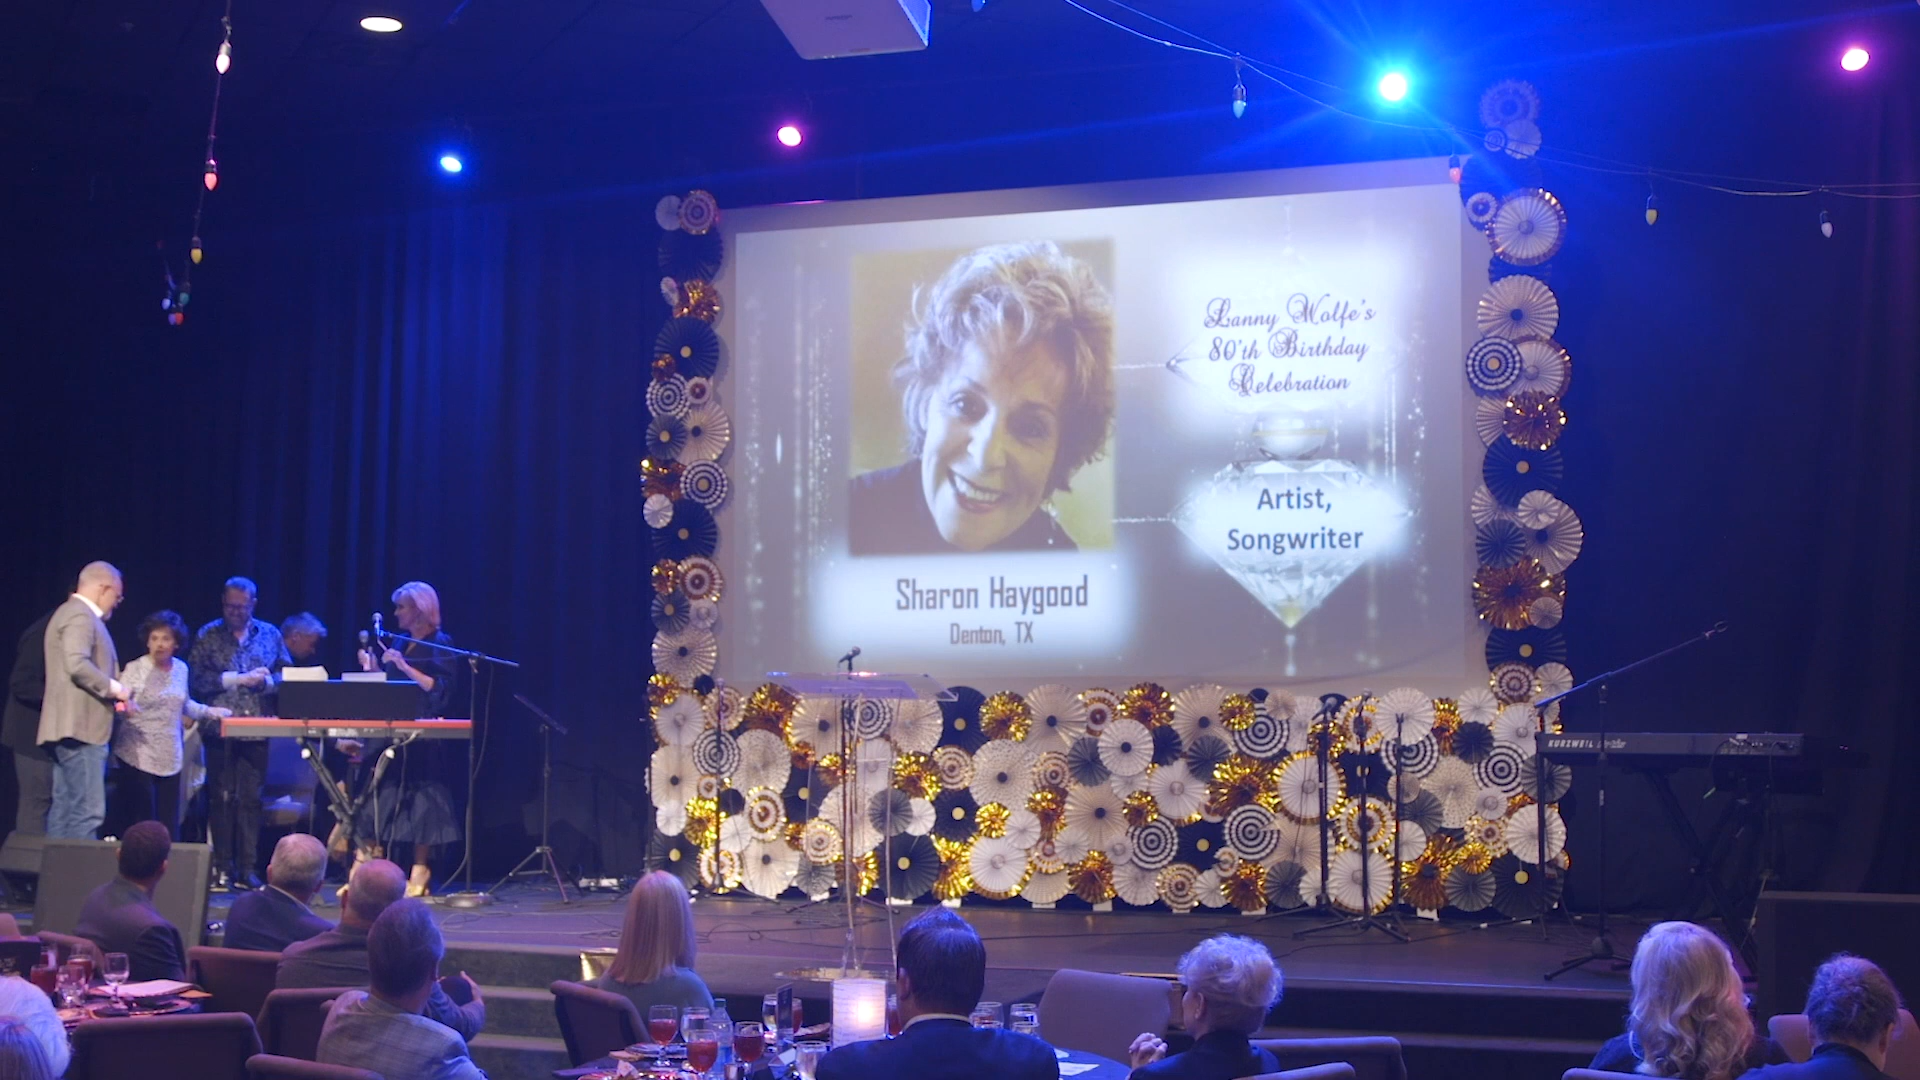 Lanny Wolfe's
80'th Birthday
Celebration
Artist,
Songwriter
Sharon Haygood
Denton, TX
KURZWEIL